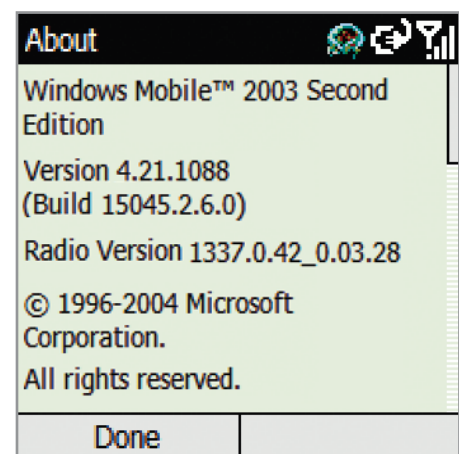 About
Windows Mobile™ 2003 Second
Edition
Version 4.21.1088
(Build 15045.2.6.0)
Radio Version 1337.0.42_0.03.28
© 1996-2004 Microsoft
Corporation.
All rights reserved.
Done